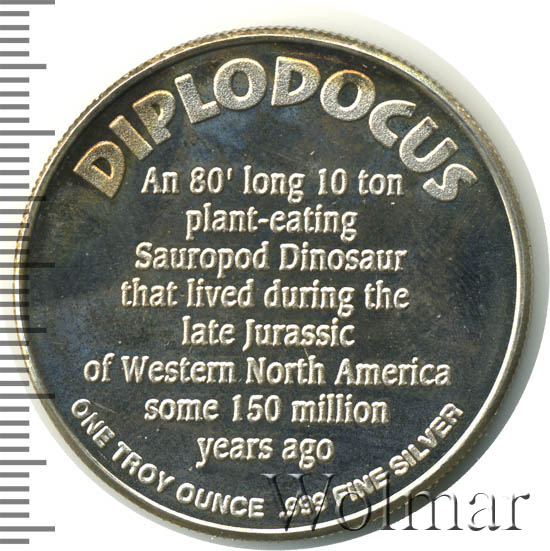 DIPLODOCUS
An 80' long 10 ton
plant-eating
Sauropod Dinosaur
that lived during the
late Jurassic
of Western North America
some 150 million
years ago
ONE TROY OUNCE .999 FINE SILVER
Wolmar